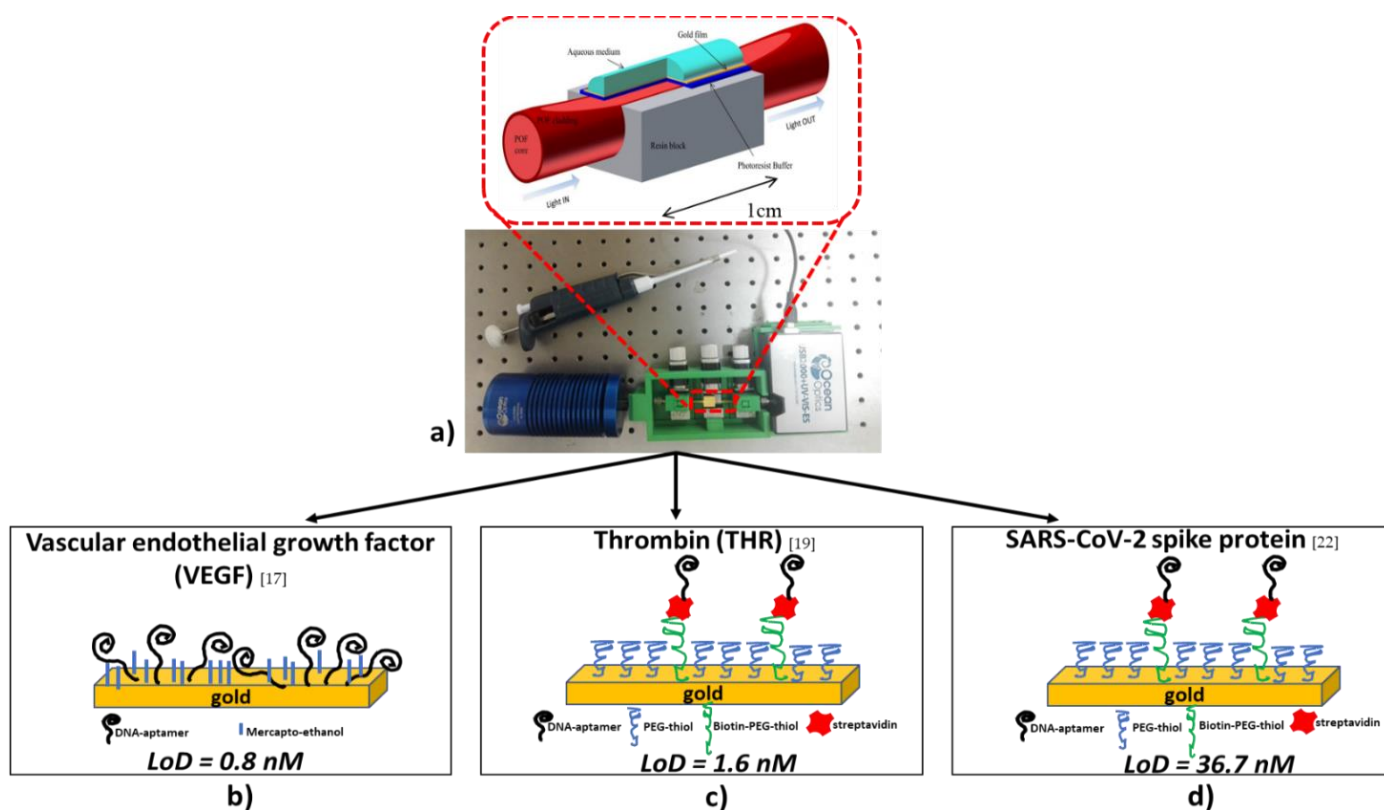 Gold film
Aqueous medium
POF cladding
POF
core
Light OUT
Resin block
Photoresist Buffer
Light IN
1cm
Ocean
Optics
Ocean
Optics
a)
Vascular endothelial growth factor
(VEGF) [17]
gold
DNA-aptamer Mercapto-ethanol
LoD = 0.8 nM
b)
Thrombin (THR) [19]
gold
DNA-aptamer PEG-thiol Biotin-PEG-thiol streptavidin
LoD = 1.6 nM
c)
SARS-CoV-2 spike protein [22]
gold
DNA-aptamer PEG-thiol Biotin-PEG-thiol streptavidin
LoD = 36.7 nM
d)